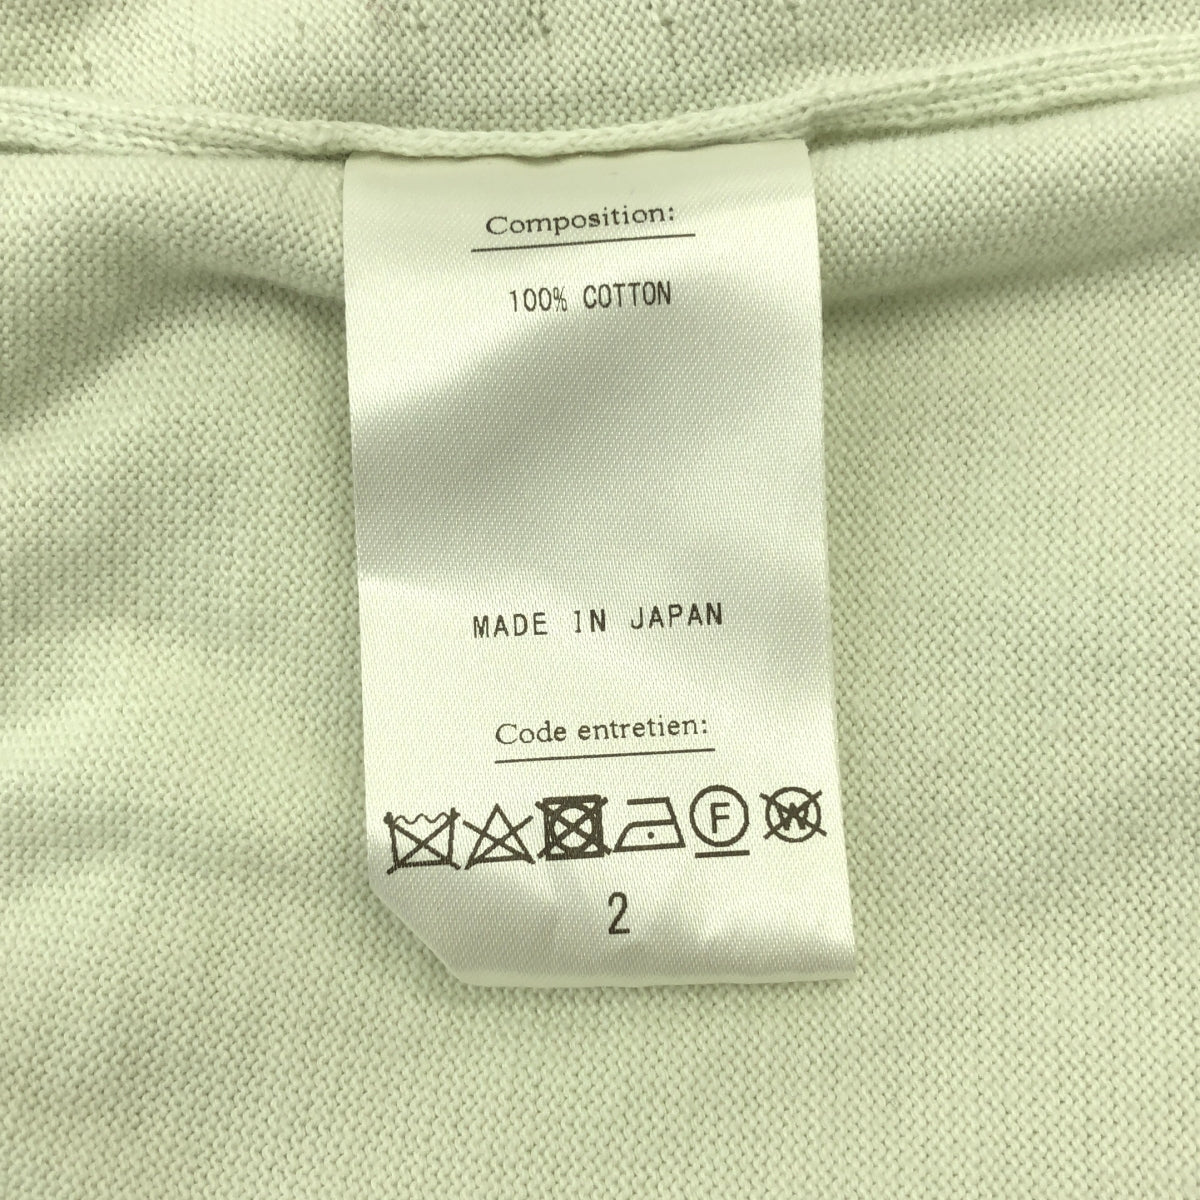 Composition:
100% COTTON
MADE IN JAPAN
Code entretien:
F W
2